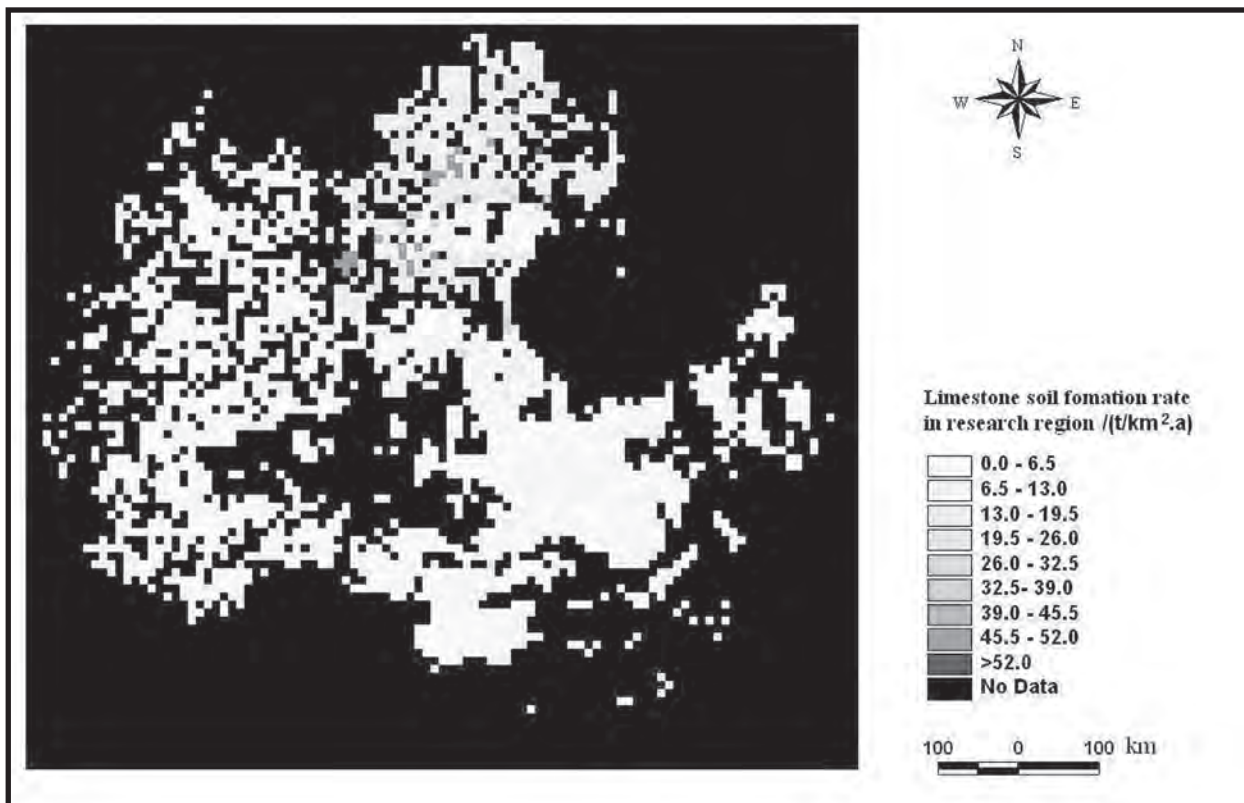 N
W E
S
Limestone soil fomation rate
in research region /(t/km².a)
0.0 - 6.5
6.5 - 13.0
13.0 - 19.5
19.5 - 26.0
26.0 - 32.5
32.5- 39.0
39.0 - 45.5
45.5 - 52.0
>52.0
No Data
100 0 100 km